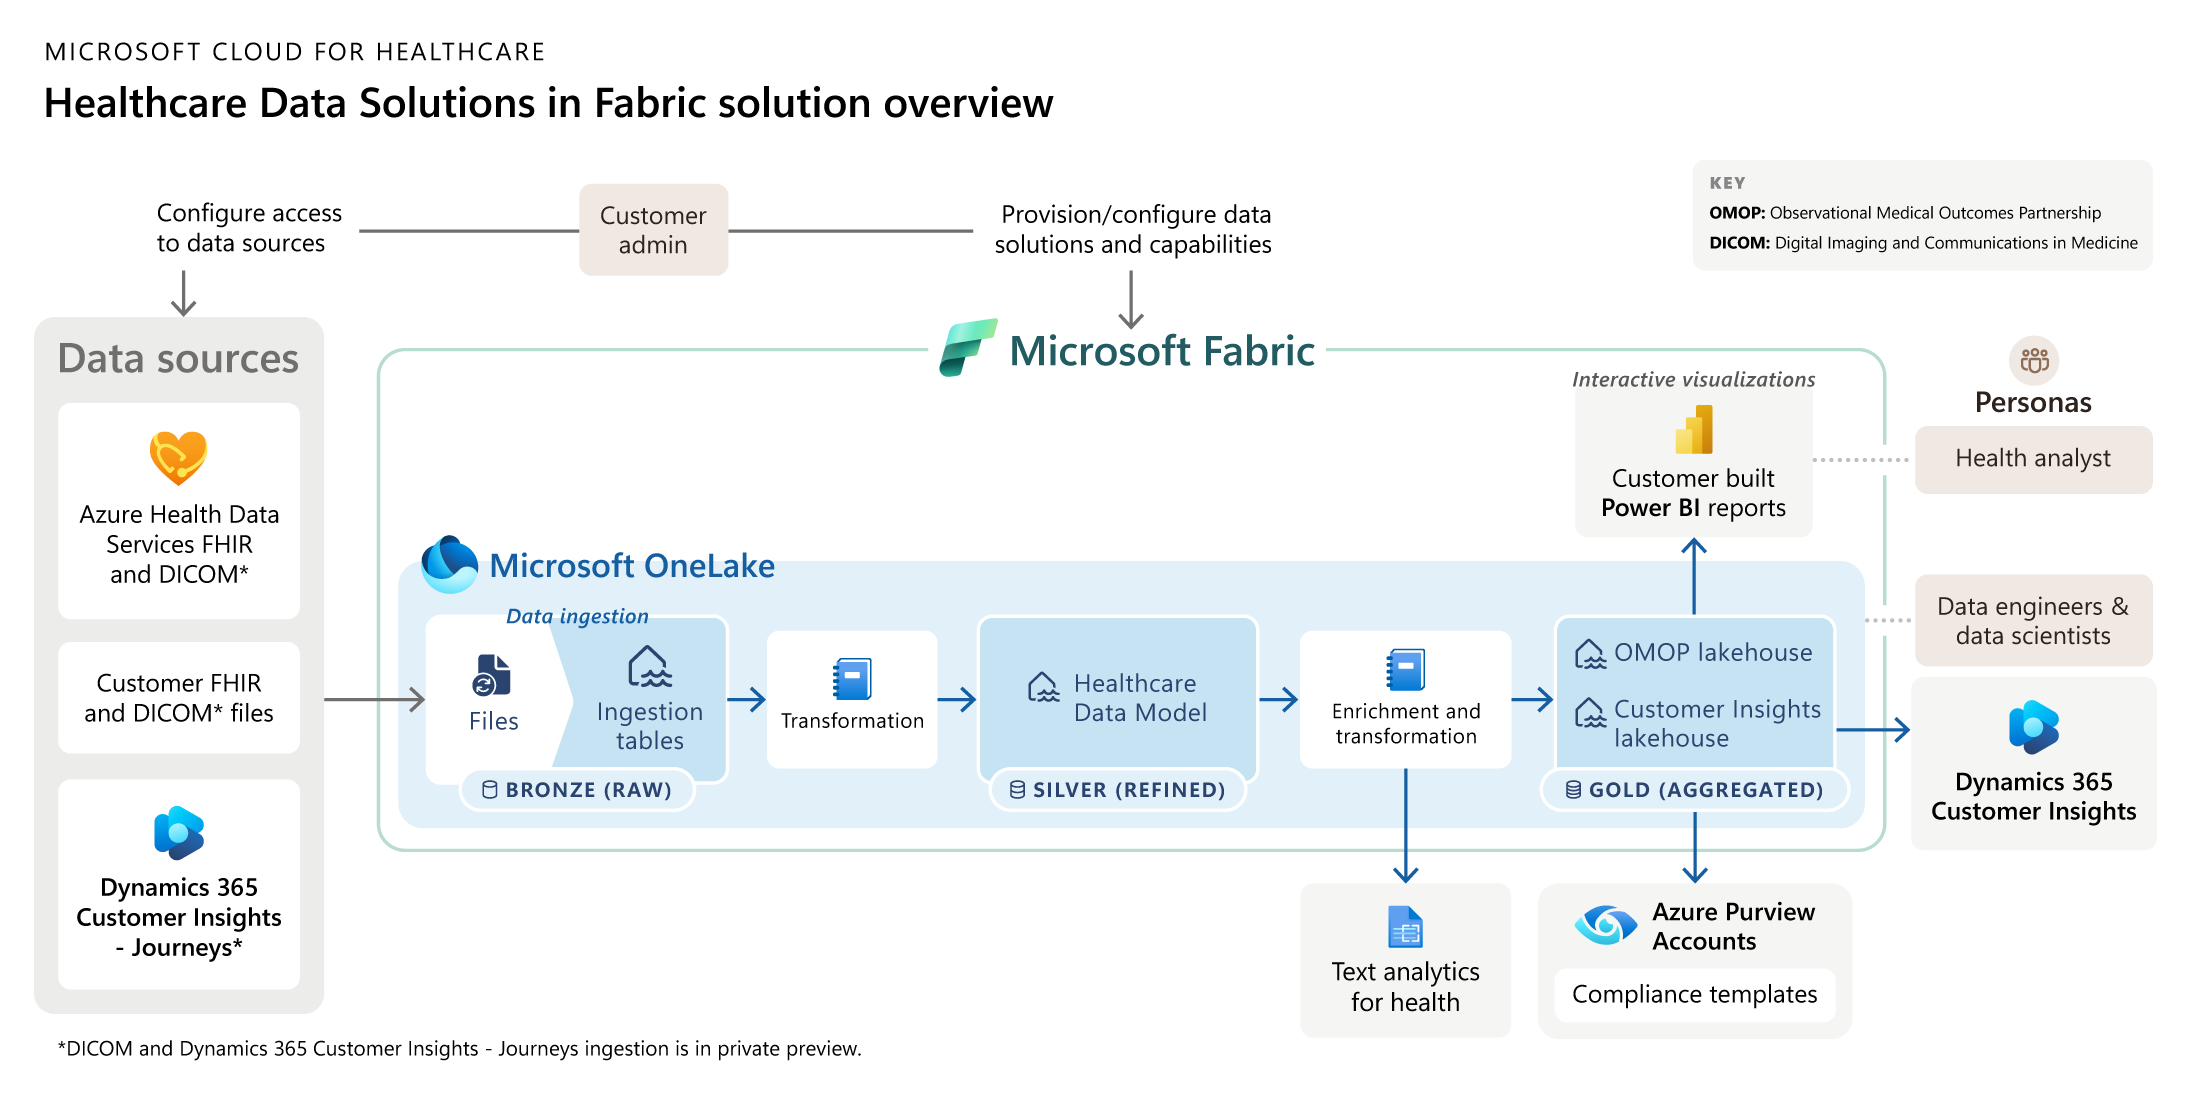 MICROSOFT CLOUD FOR HEALTHCARE
Healthcare Data Solutions in Fabric solution overview
Configure access
to data sources
Customer
admin
Provision/configure data
solutions and capabilities
KEY
OMOP: Observational Medical Outcomes Partnership
DICOM: Digital Imaging and Communications in Medicine
Data sources
Azure Health Data
Services FHIR
and DICOM*
Customer FHIR
and DICOM* files
Dynamics 365
Customer Insights
- Journeys*
Microsoft Fabric
Interactive visualizations
Customer built
Power BI reports
Microsoft OneLake
Data ingestion
Files
Ingestion
tables
BRONZE (RAW)
Transformation
Healthcare
Data Model
SILVER (REFINED)
Enrichment and
transformation
OMOP lakehouse
Customer Insights
lakehouse
GOLD (AGGREGATED)
Personas
Health analyst
Data engineers &
data scientists
Dynamics 365
Customer Insights
Text analytics
for health
Azure Purview
Accounts
Compliance templates
*DICOM and Dynamics 365 Customer Insights - Journeys ingestion is in private preview.